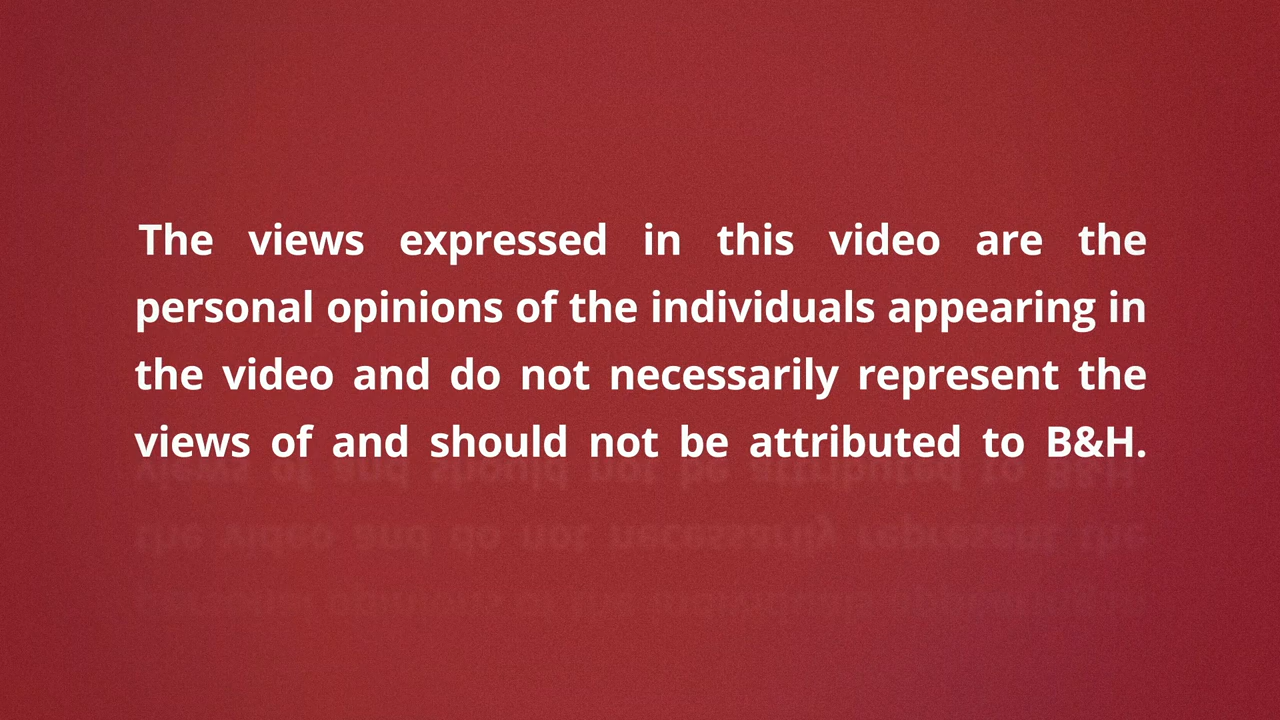 The views expressed in this video are the
personal opinions of the individuals appearing in
the video and do not necessarily represent the
views of and should not be attributed to B&H.